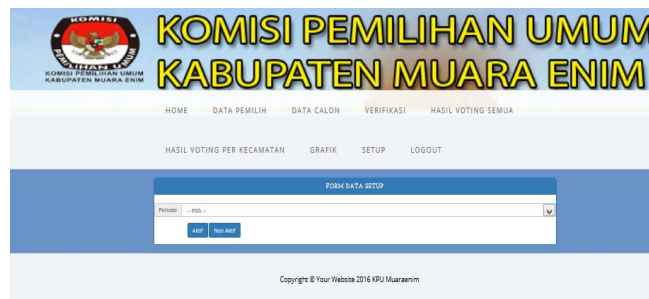 KOMISI
PEMILIHAN UMUM
KOMISI PEMILIHAN UMUM
KABUPATEN MUARA ENIM
KOMISI PEMILIHAN UMUM
KABUPATEN MUARA ENIM
HOME DATA PEMILIH DATA CALON VERIFIKASI HASIL VOTING SEMUA
HASIL VOTING PER KECAMATAN GRAFIK SETUP LOGOUT
FORM DATA SETUP
Periode -- Pilih --
Aktif Non Aktif
Copyright © Your Website 2016 KPU Muaraenim